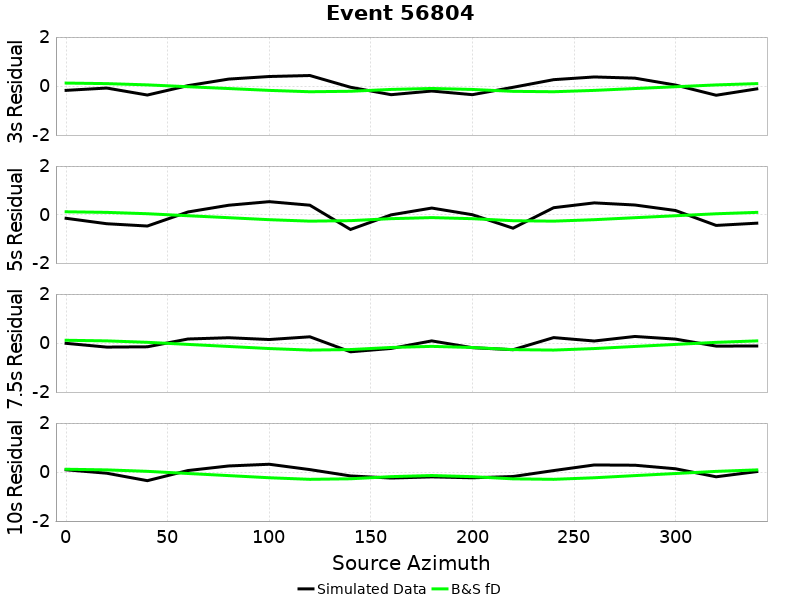 Event 56804
3s Residual
2
0
-2
5s Residual
2
0
-2
7.5s Residual
2
0
-2
10s Residual
2
0
-2
0 50 100 150 200 250 300
Source Azimuth
Simulated Data B&S fD